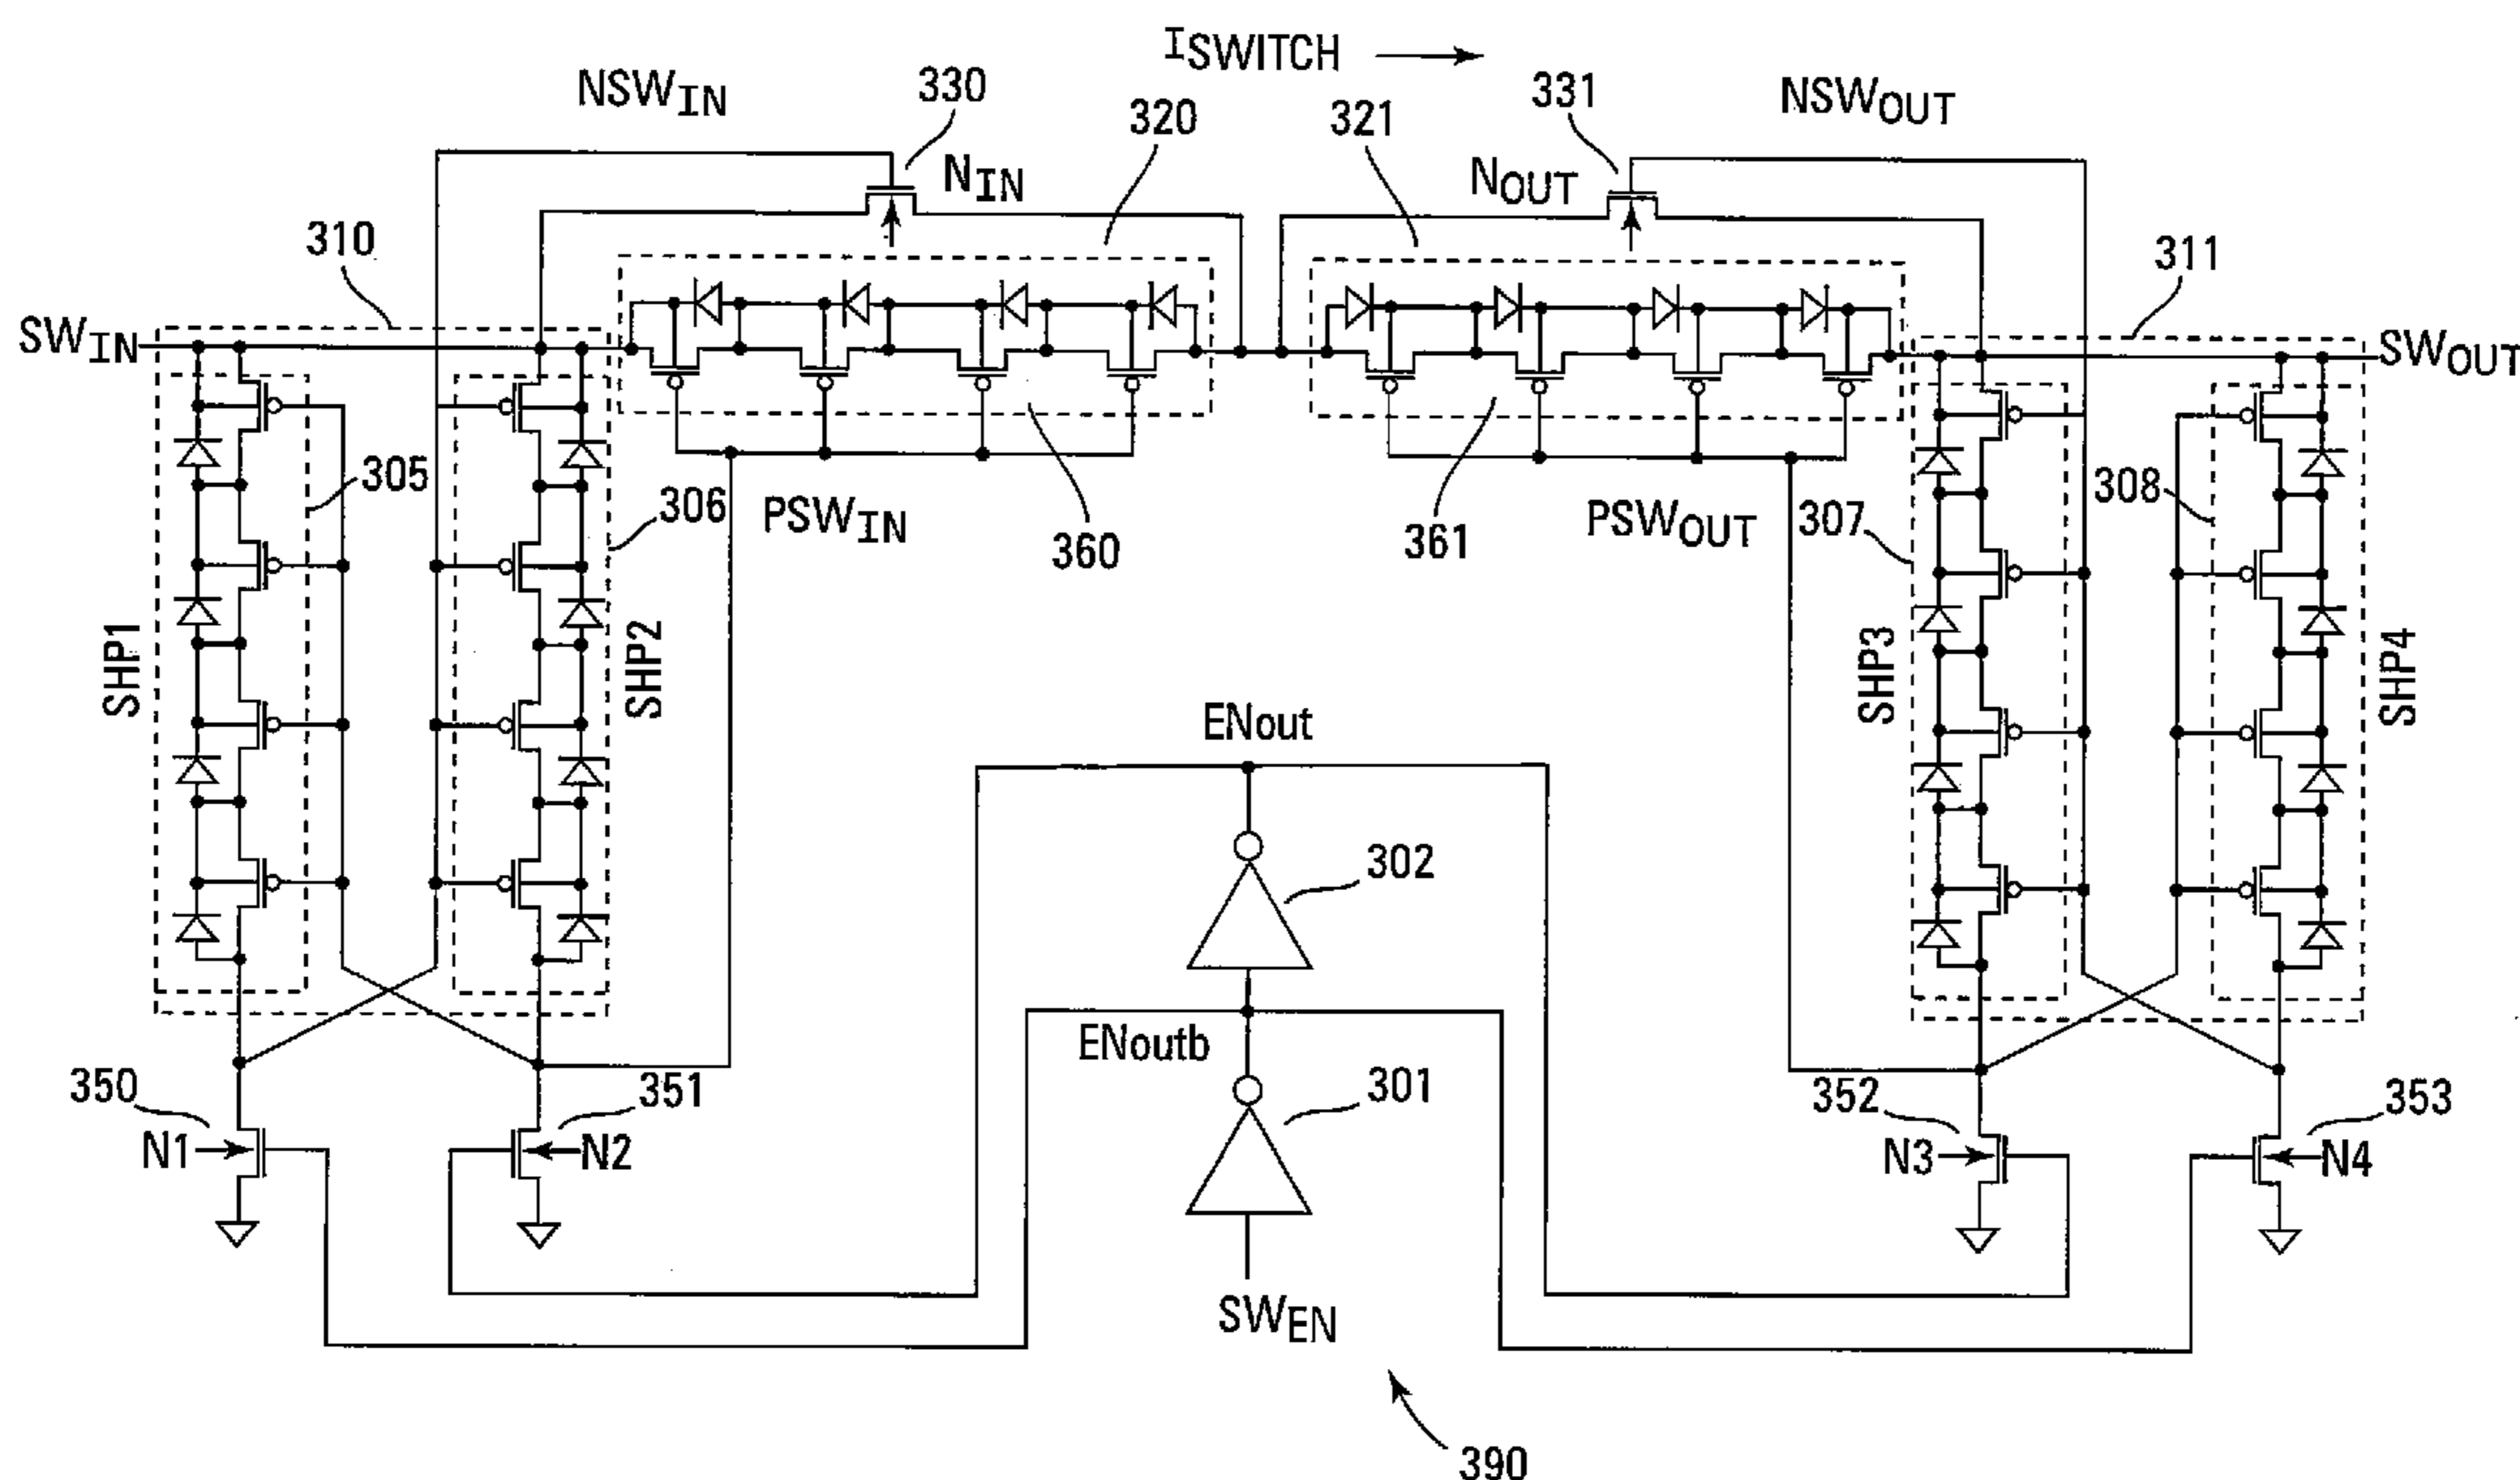 ISWITCH
NSWIN
330
320
321
331
NSWOUT
NIN
NOUT
310
311
SWIN
SWOUT
305
306
PSWIN
360
361
PSWOUT
307
308
SHP1
SHP2
SHP3
SHP4
ENout
302
ENoutb
301
350
351
352
353
N1
N2
N3
N4
SWEN
390